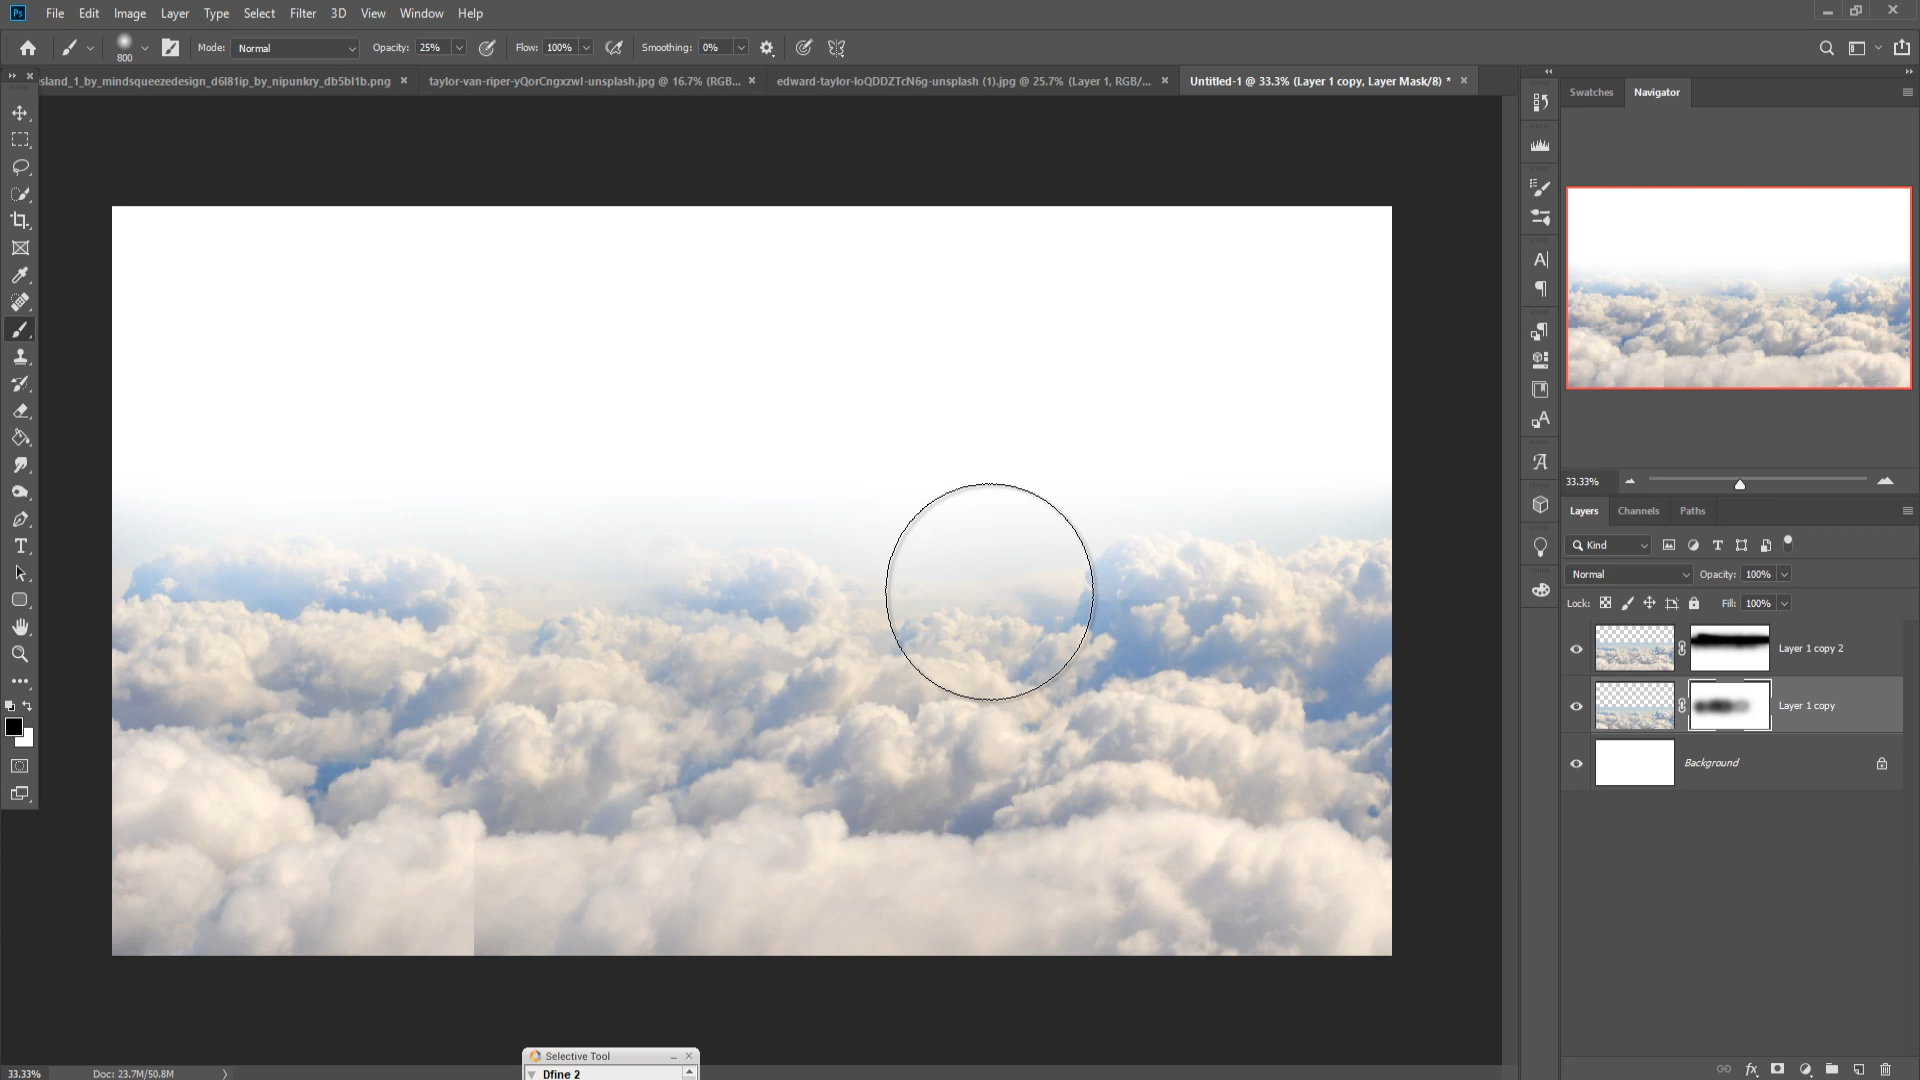 Ps File Edit Image Layer Type Select Filter 3D View Window Help
800 Mode: Normal Opacity: 25% Flow: 100% Smoothing: 0%
sland_1_by_mindsqueezedesign_d6l81ip_by_nipunkry_db5bl1b.png × taylor-van-riper-yQorCngxzwI-unsplash.jpg @ 16.7% (RGB... × edward-taylor-IoQDDZTcN6g-unsplash (1).jpg @ 25.7% (Layer 1, RGB/... × Untitled-1 @ 33.3% (Layer 1 copy, Layer Mask/8) * ×
Swatches Navigator
33.33%
Layers Channels Paths
Kind
Normal Opacity: 100%
Lock: Fill: 100%
Layer 1 copy 2
Layer 1 copy
Background
33.33% Doc: 23.7M/50.8M
Selective Tool
Dfine 2